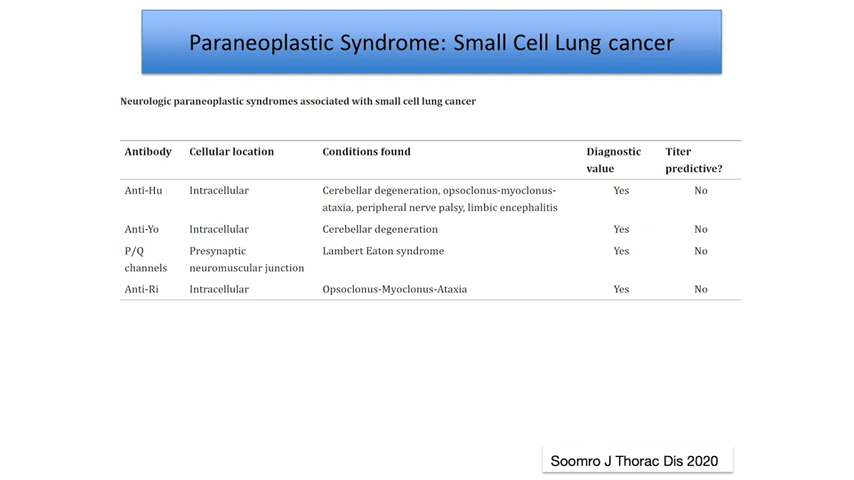 Paraneoplastic Syndrome: Small Cell Lung cancer
Neurologic paraneoplastic syndromes associated with small cell lung cancer
Antibody Cellular location Conditions found Diagnostic value Titer predictive?
Anti-Hu Intracellular Cerebellar degeneration, opsoclonus-myoclonus- Yes No
ataxia, peripheral nerve palsy, limbic encephalitis
Anti-Yo Intracellular Cerebellar degeneration Yes No
P/Q Presynaptic Lambert Eaton syndrome Yes No
channels neuromuscular junction
Anti-Ri Intracellular Opsoclonus-Myoclonus-Ataxia Yes No
Soomro J Thorac Dis 2020